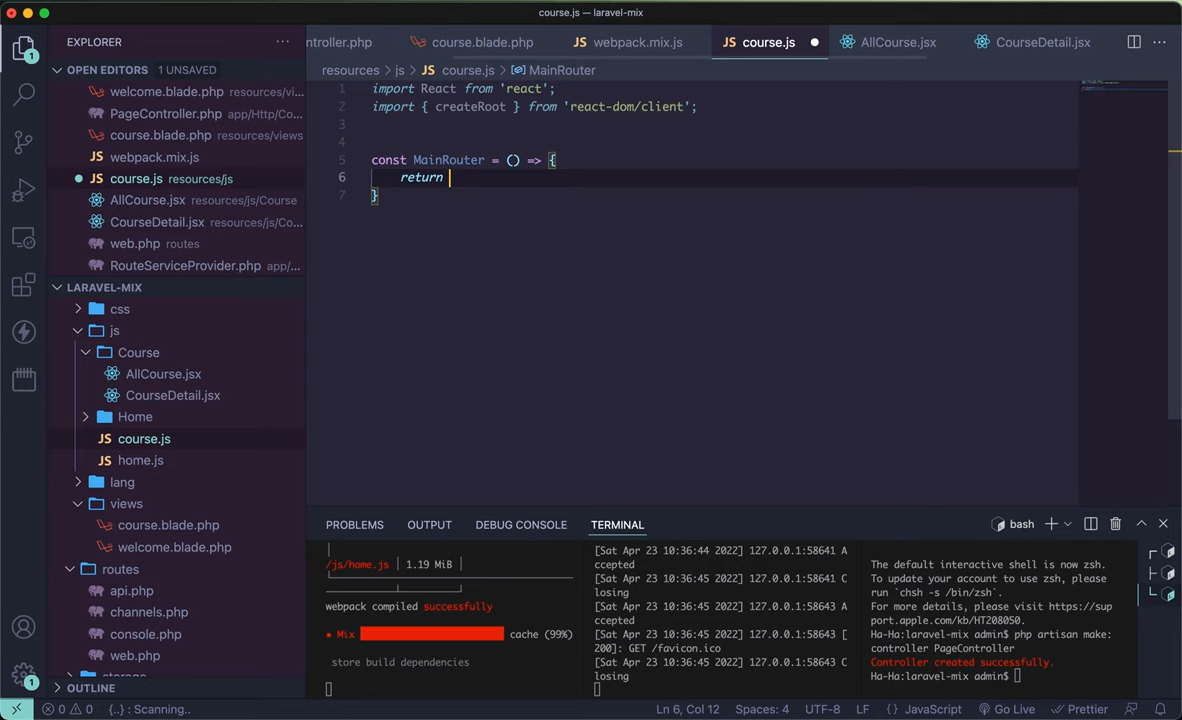 course.js — laravel-mix
EXPLORER
OPEN EDITORS 1 UNSAVED
welcome.blade.php resources/vi...
PageController.php app/Http/Co...
course.blade.php resources/views
JS webpack.mix.js
JS course.js resources/js
AllCourse.jsx resources/js/Course
CourseDetail.jsx resources/js/Co...
web.php routes
RouteServiceProvider.php app/...
LARAVEL-MIX
css
js
Course
AllCourse.jsx
CourseDetail.jsx
Home
JS course.js
JS home.js
lang
views
course.blade.php
welcome.blade.php
routes
api.php
channels.php
console.php
web.php
OUTLINE
ntroller.php course.blade.php JS webpack.mix.js JS course.js AllCourse.jsx CourseDetail.jsx
resources > js > JS course.js > MainRouter
1 import React from 'react';
2 import { createRoot } from 'react-dom/client';
3
4
5 const MainRouter = () => {
6 return
7 }
PROBLEMS OUTPUT DEBUG CONSOLE TERMINAL bash
/js/home.js | 1.19 MiB
webpack compiled successfully
• Mix cache (99%)
store build dependencies
[Sat Apr 23 10:36:44 2022] 127.0.0.1:58641 A
ccepted
[Sat Apr 23 10:36:45 2022] 127.0.0.1:58641 C
losing
[Sat Apr 23 10:36:45 2022] 127.0.0.1:58643 A
ccepted
[Sat Apr 23 10:36:45 2022] 127.0.0.1:58643 [
200]: GET /favicon.ico
[Sat Apr 23 10:36:45 2022] 127.0.0.1:58643 C
losing
The default interactive shell is now zsh.
To update your account to use zsh, please
run `chsh -s /bin/zsh`.
For more details, please visit https://sup
port.apple.com/kb/HT208050.
Ha-Ha:laravel-mix admin$ php artisan make:
controller PageController
Controller created successfully.
Ha-Ha:laravel-mix admin$
0 0 {..} : Scanning.. Ln 6, Col 12 Spaces: 4 UTF-8 LF {} JavaScript Go Live Prettier